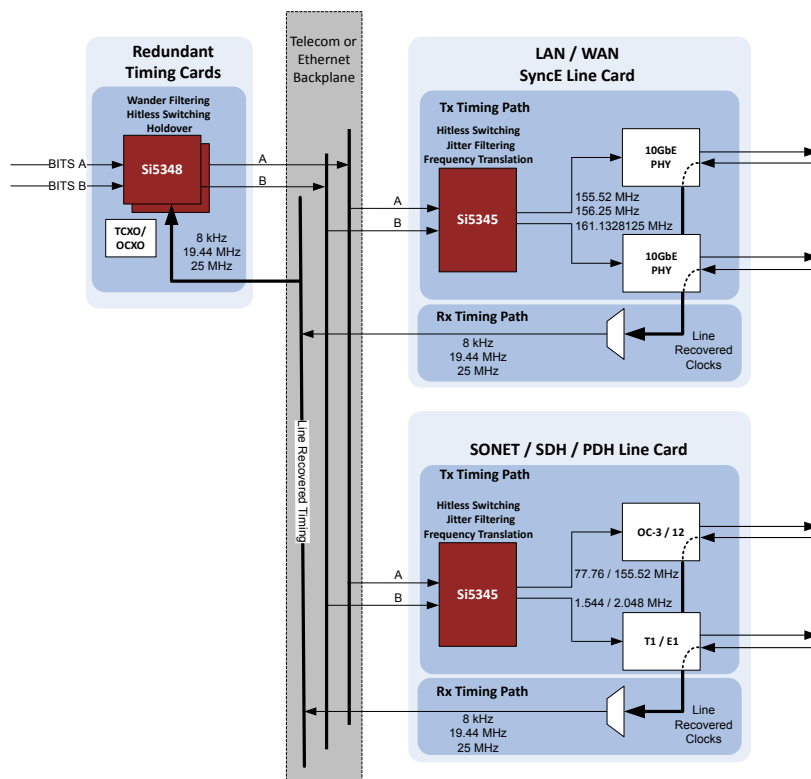 Redundant
Timing Cards
Wander Filtering
Hitless Switching
Holdover
BITS A
BITS B
Si5348
TCXO/
OCXO
8 kHz
19.44 MHz
25 MHz
A
B
Telecom or
Ethernet
Backplane
Line Recovered Timing
LAN / WAN
SyncE Line Card
Tx Timing Path
Hitless Switching
Jitter Filtering
Frequency Translation
A
B
Si5345
155.52 MHz
156.25 MHz
161.1328125 MHz
10GbE
PHY
10GbE
PHY
Rx Timing Path
8 kHz
19.44 MHz
25 MHz
Line
Recovered
Clocks
SONET / SDH / PDH Line Card
Tx Timing Path
Hitless Switching
Jitter Filtering
Frequency Translation
A
B
Si5345
77.76 / 155.52 MHz
1.544 / 2.048 MHz
OC-3 / 12
T1 / E1
Rx Timing Path
8 kHz
19.44 MHz
25 MHz
Line
Recovered
Clocks